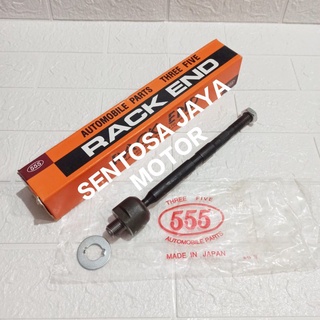 AUTOMOBILE PARTS THREE FIVE
RACK END
555
SENTOSA JAYA
MOTOR
THREE FIVE
555
AUTOMOBILE PARTS
MADE IN JAPAN